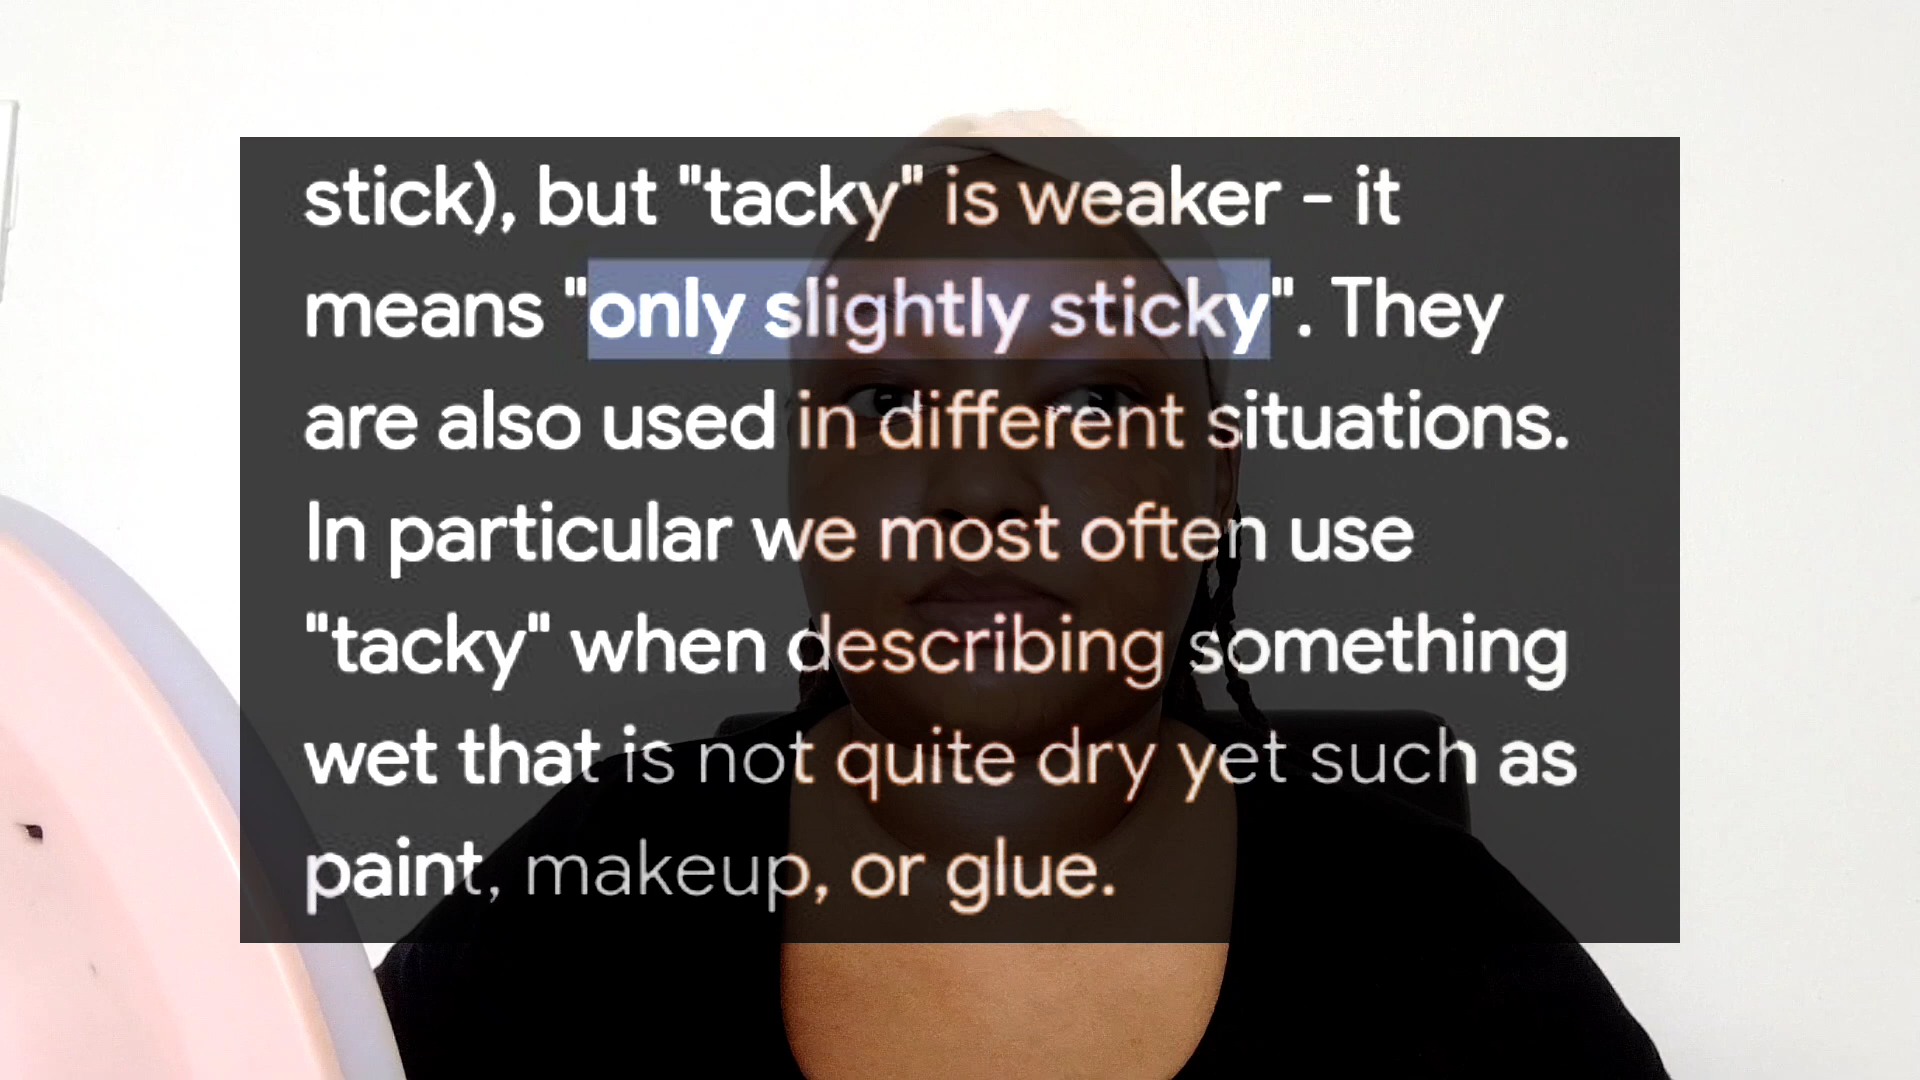 stick), but "tacky" is weaker - it
means "only slightly sticky". They
are also used in different situations.
In particular we most often use
"tacky" when describing something
wet that is not quite dry yet such as
paint, makeup, or glue.